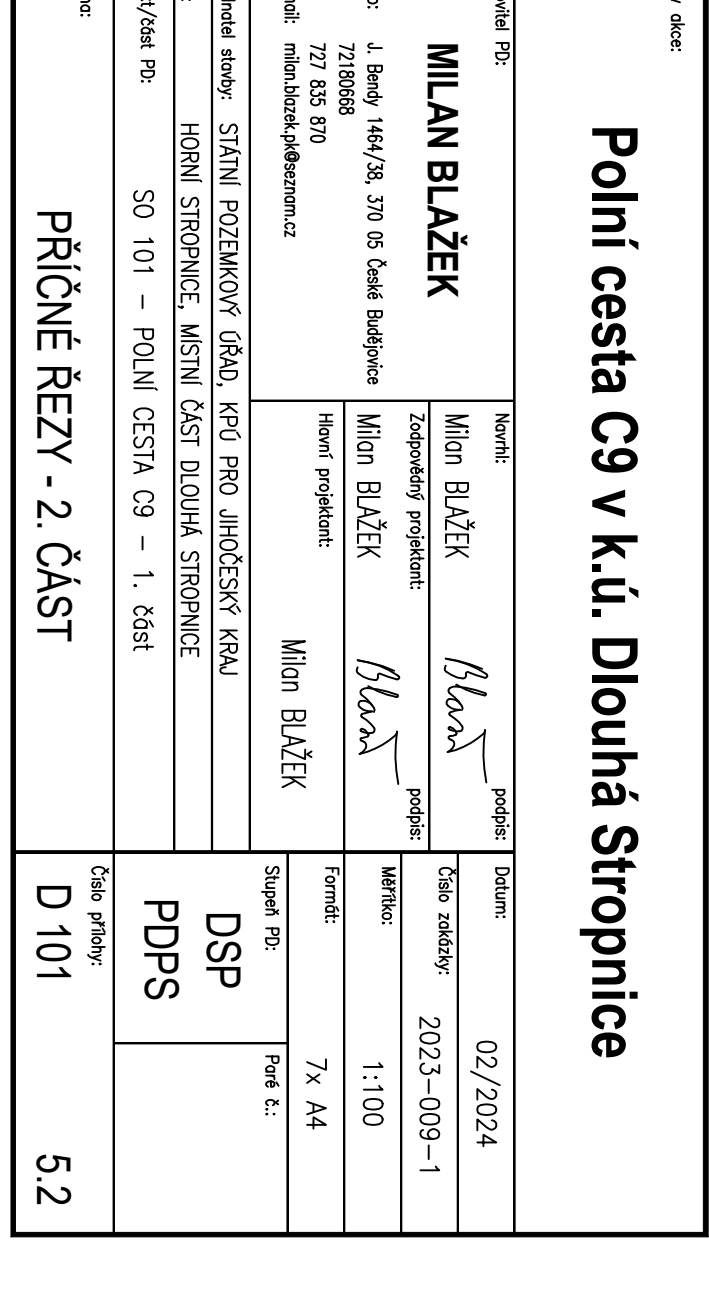 v akce:
Polní cesta C9 v k.ú. Dlouhá Stropnice
ovitel PD:
MILAN BLAŽEK
o:
J. Bendy 1464/38, 370 05 České Budějovice
72180668
727 835 870
nail: milan.blazek.pk@seznam.cz
Navrhl:
Milan BLAŽEK
podpis:
Zodpovědný projektant:
Milan BLAŽEK
podpis:
Hlavní projektant:
Milan BLAŽEK
Datum:
02/2024
Číslo zakázky:
2023-009-1
Měřítko:
1:100
Formát:
7x A4
dnatel stavby: STÁTNÍ POZEMKOVÝ ÚŘAD, KPÚ PRO JIHOČESKÝ KRAJ
: HORNÍ STROPNICE, MÍSTNÍ ČÁST DLOUHÁ STROPNICE
kt/část PD: SO 101 - POLNÍ CESTA C9 - 1. část
Stupeň PD:
DSP
PDPS
Paré č.:
ha:
PŘÍČNÉ ŘEZY - 2. ČÁST
Číslo přílohy:
D 101 5.2